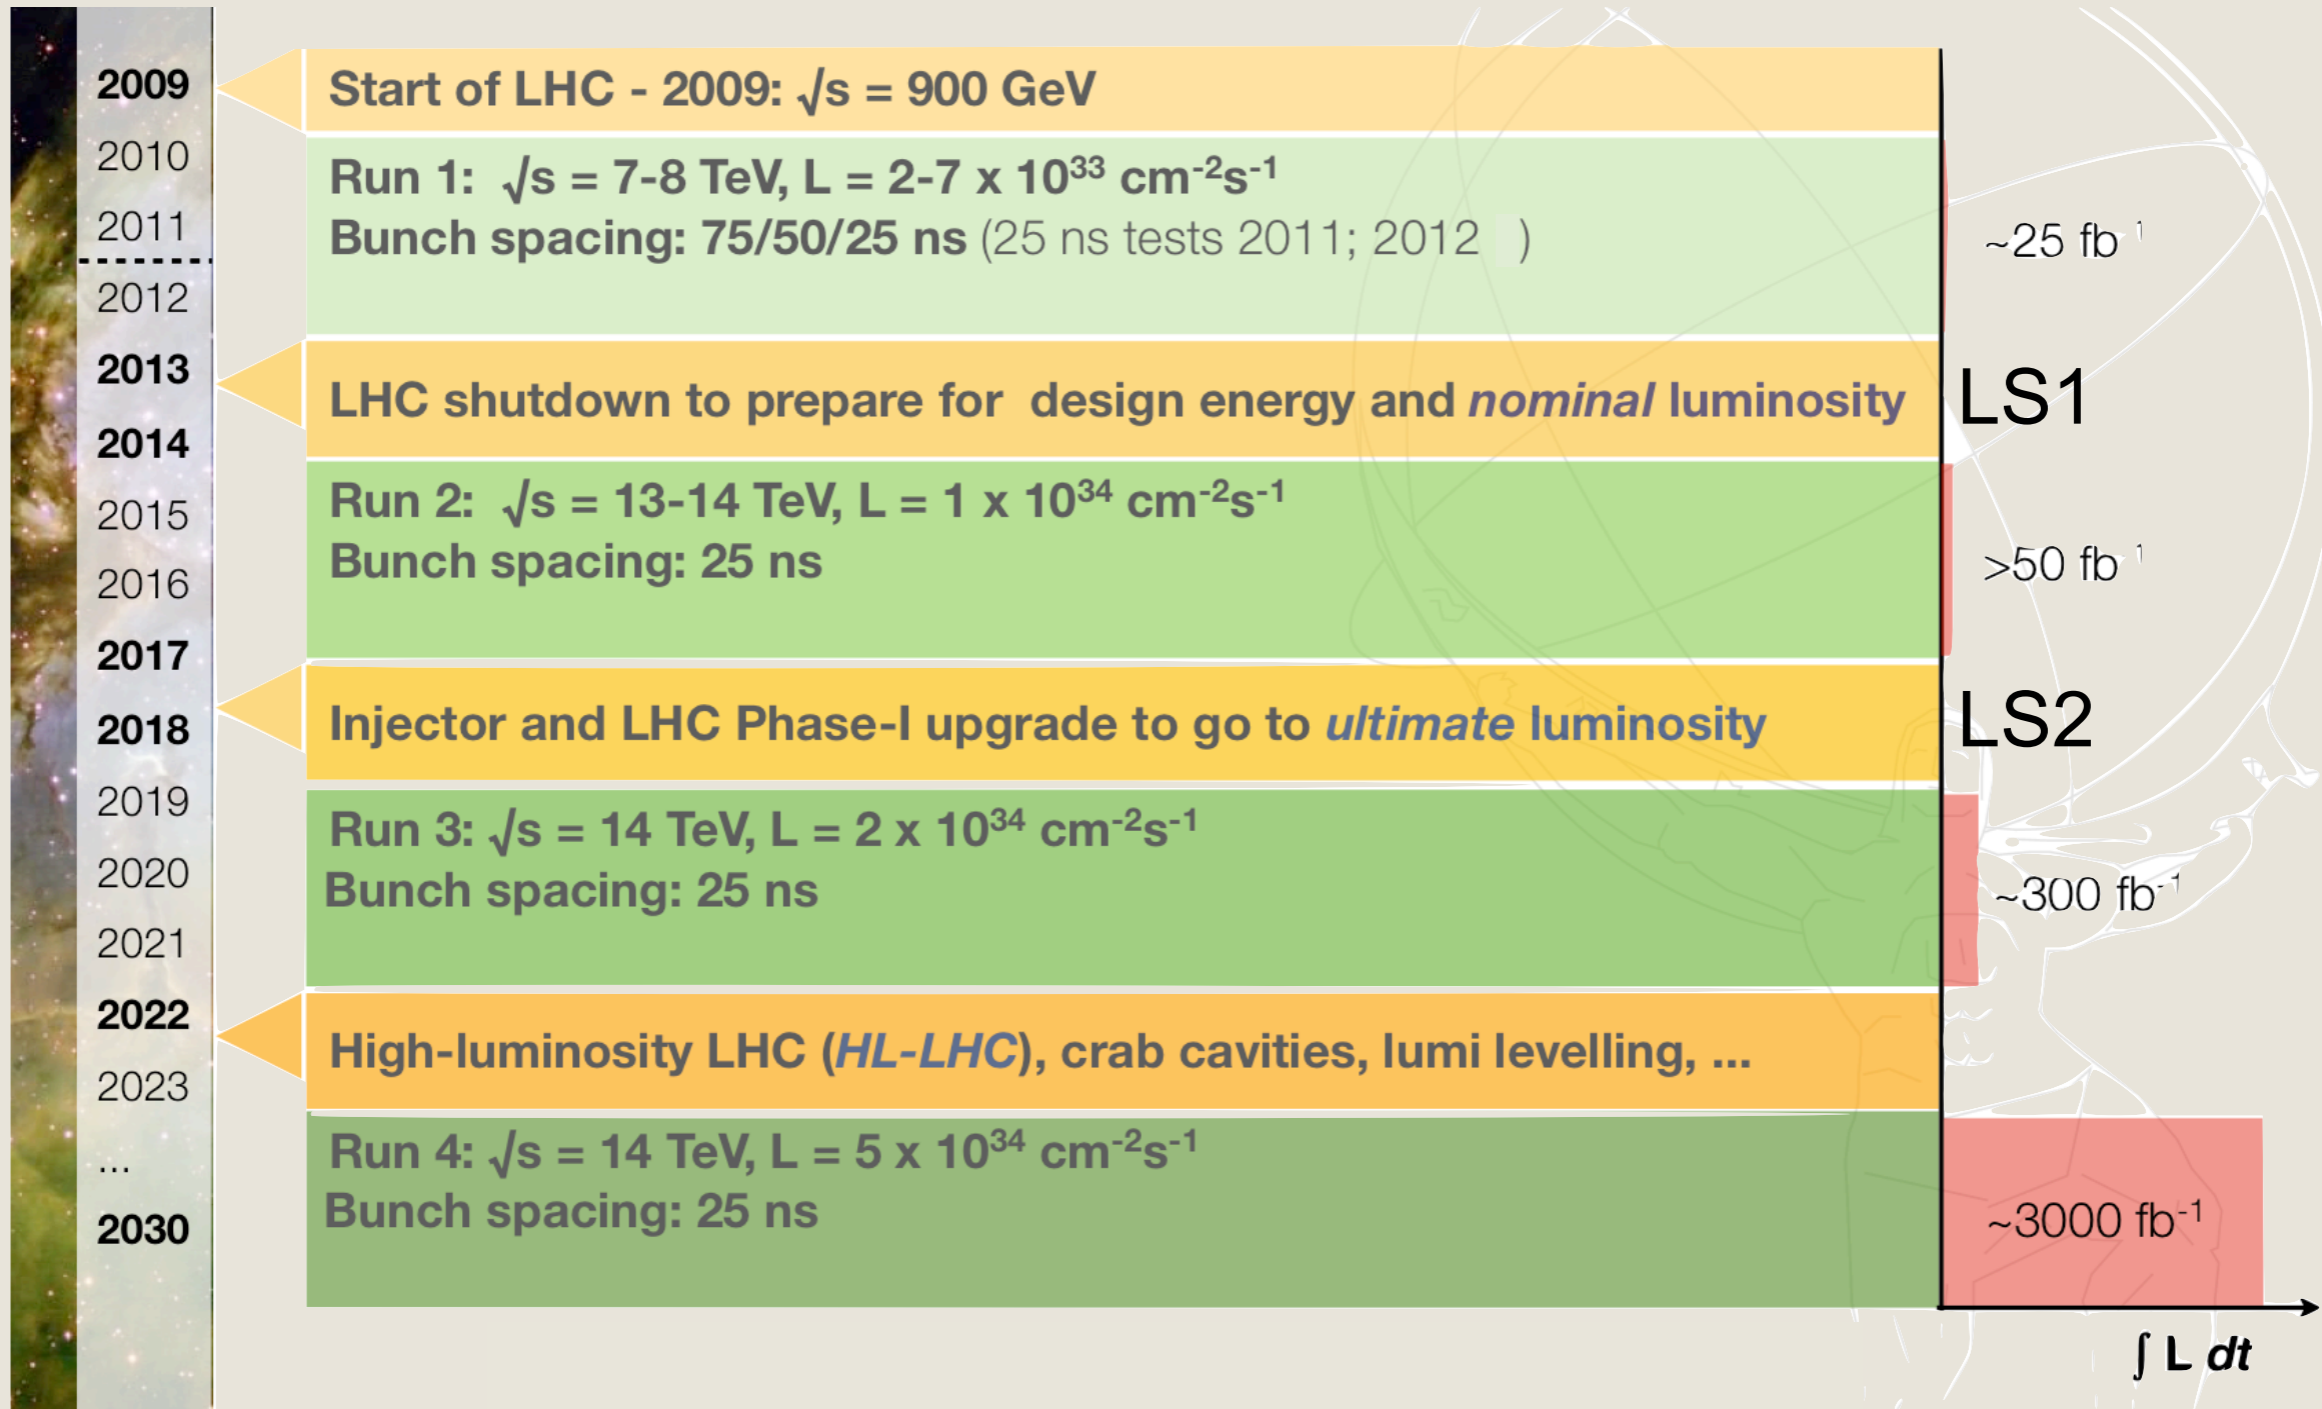 2009
Start of LHC - 2009: √s = 900 GeV
2010
2011
2012
Run 1: √s = 7-8 TeV, L = 2-7 x 10³³ cm⁻²s⁻¹
Bunch spacing: 75/50/25 ns (25 ns tests 2011; 2012 )
~25 fb ¹
2013
2014
LHC shutdown to prepare for design energy and nominal luminosity
LS1
2015
2016
2017
Run 2: √s = 13-14 TeV, L = 1 x 10³⁴ cm⁻²s⁻¹
Bunch spacing: 25 ns
>50 fb ¹
2018
Injector and LHC Phase-I upgrade to go to ultimate luminosity
LS2
2019
2020
2021
Run 3: √s = 14 TeV, L = 2 x 10³⁴ cm⁻²s⁻¹
Bunch spacing: 25 ns
~300 fb⁻¹
2022
2023
High-luminosity LHC (HL-LHC), crab cavities, lumi levelling, ...
...
2030
Run 4: √s = 14 TeV, L = 5 x 10³⁴ cm⁻²s⁻¹
Bunch spacing: 25 ns
~3000 fb⁻¹
∫ L dt